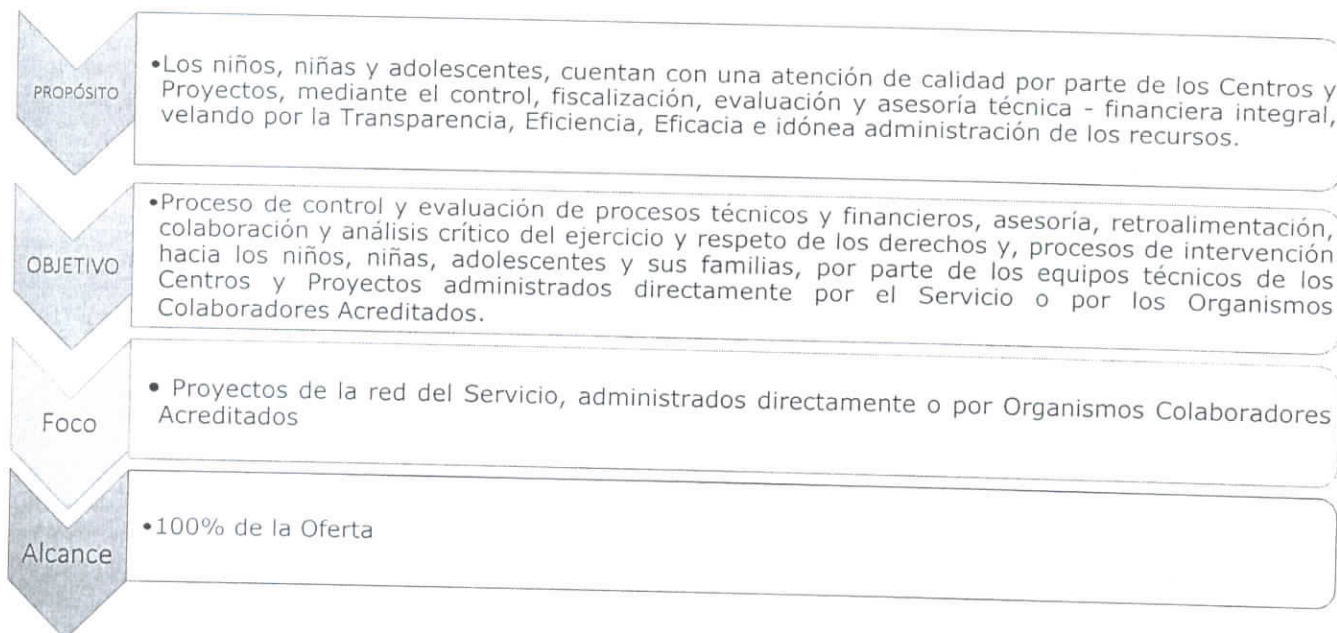 PROPÓSITO
•Los niños, niñas y adolescentes, cuentan con una atención de calidad por parte de los Centros y
Proyectos, mediante el control, fiscalización, evaluación y asesoría técnica - financiera integral,
velando por la Transparencia, Eficiencia, Eficacia e idónea administración de los recursos.
OBJETIVO
•Proceso de control y evaluación de procesos técnicos y financieros, asesoría, retroalimentación,
colaboración y análisis crítico del ejercicio y respeto de los derechos y, procesos de intervención
hacia los niños, niñas, adolescentes y sus familias, por parte de los equipos técnicos de los
Centros y Proyectos administrados directamente por el Servicio o por los Organismos
Colaboradores Acreditados.
Foco
• Proyectos de la red del Servicio, administrados directamente o por Organismos Colaboradores
Acreditados
Alcance
•100% de la Oferta